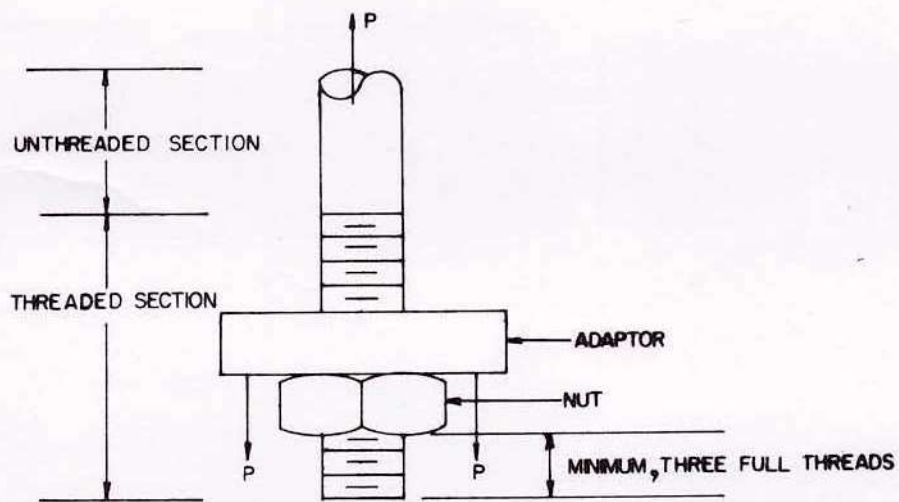 P
UNTHREADED SECTION
THREADED SECTION
ADAPTOR
NUT
P
P
MINIMUM, THREE FULL THREADS